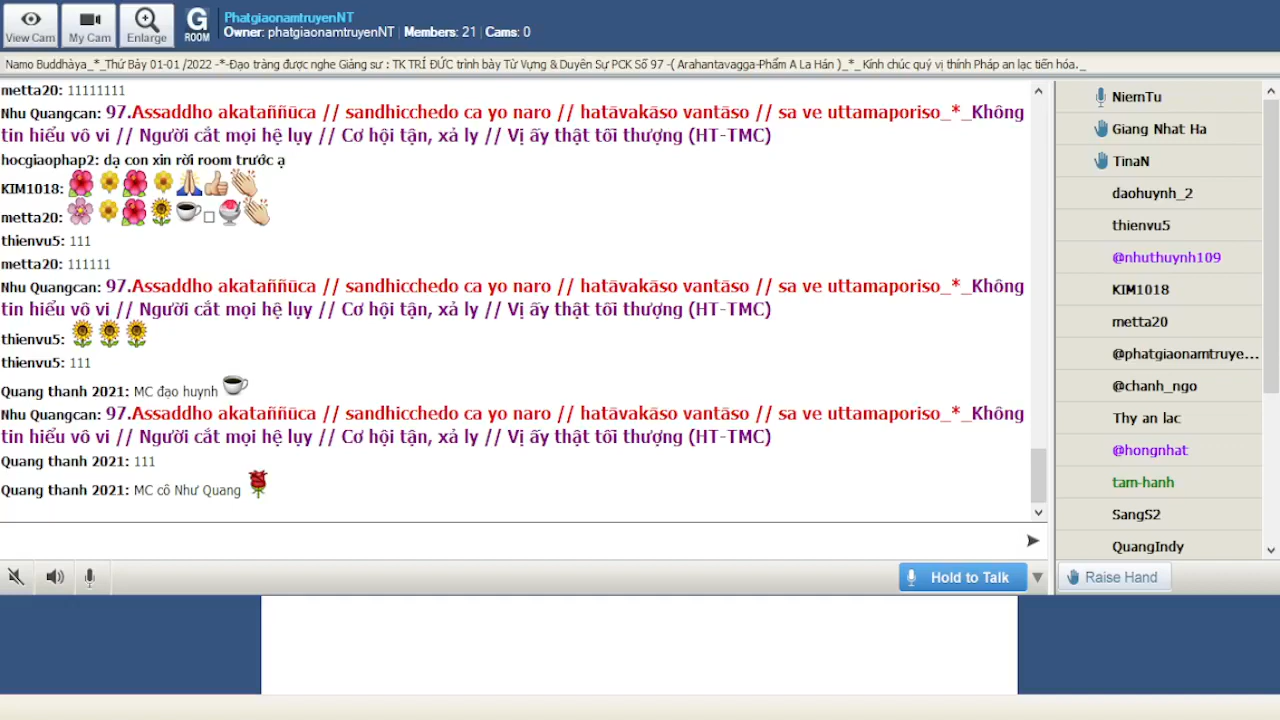 View Cam
My Cam
Enlarge
G
ROOM
PhatgiaonamtruyenNT
Owner: phatgiaonamtruyenNT | Members: 21 | Cams: 0
Namo Buddhàya_*_Thứ Bảy 01-01 /2022 -*-Đạo tràng được nghe Giảng sư : TK TRÍ ĐỨC trình bày Từ Vựng & Duyên Sự PCK Số 97 -( Arahantavagga-Phẩm A La Hán )_*_ Kính chúc quý vị thính Pháp an lạc tiến hóa._
metta20: 11111111
Nhu Quangcan: 97.Assaddho akataññūca // sandhicchedo ca yo naro // hatāvakāso vantāso // sa ve uttamaporiso_*_Không
tin hiểu vô vi // Người cắt mọi hệ lụy // Cơ hội tận, xả ly // Vị ấy thật tối thượng (HT-TMC)
hocgiaophap2: dạ con xin rời room trước ạ
KIM1018:
metta20:
thienvu5: 111
metta20: 111111
Nhu Quangcan: 97.Assaddho akataññūca // sandhicchedo ca yo naro // hatāvakāso vantāso // sa ve uttamaporiso_*_Không
tin hiểu vô vi // Người cắt mọi hệ lụy // Cơ hội tận, xả ly // Vị ấy thật tối thượng (HT-TMC)
thienvu5:
thienvu5: 111
Quang thanh 2021: MC đạo huynh
Nhu Quangcan: 97.Assaddho akataññūca // sandhicchedo ca yo naro // hatāvakāso vantāso // sa ve uttamaporiso_*_Không
tin hiểu vô vi // Người cắt mọi hệ lụy // Cơ hội tận, xả ly // Vị ấy thật tối thượng (HT-TMC)
Quang thanh 2021: 111
Quang thanh 2021: MC cô Như Quang
Hold to Talk
NiemTu
Giang Nhat Ha
TinaN
daohuynh_2
thienvu5
@nhuthuynh109
KIM1018
metta20
@phatgiaonamtruye...
@chanh_ngo
Thy an lac
@hongnhat
tam-hanh
SangS2
QuangIndy
Raise Hand